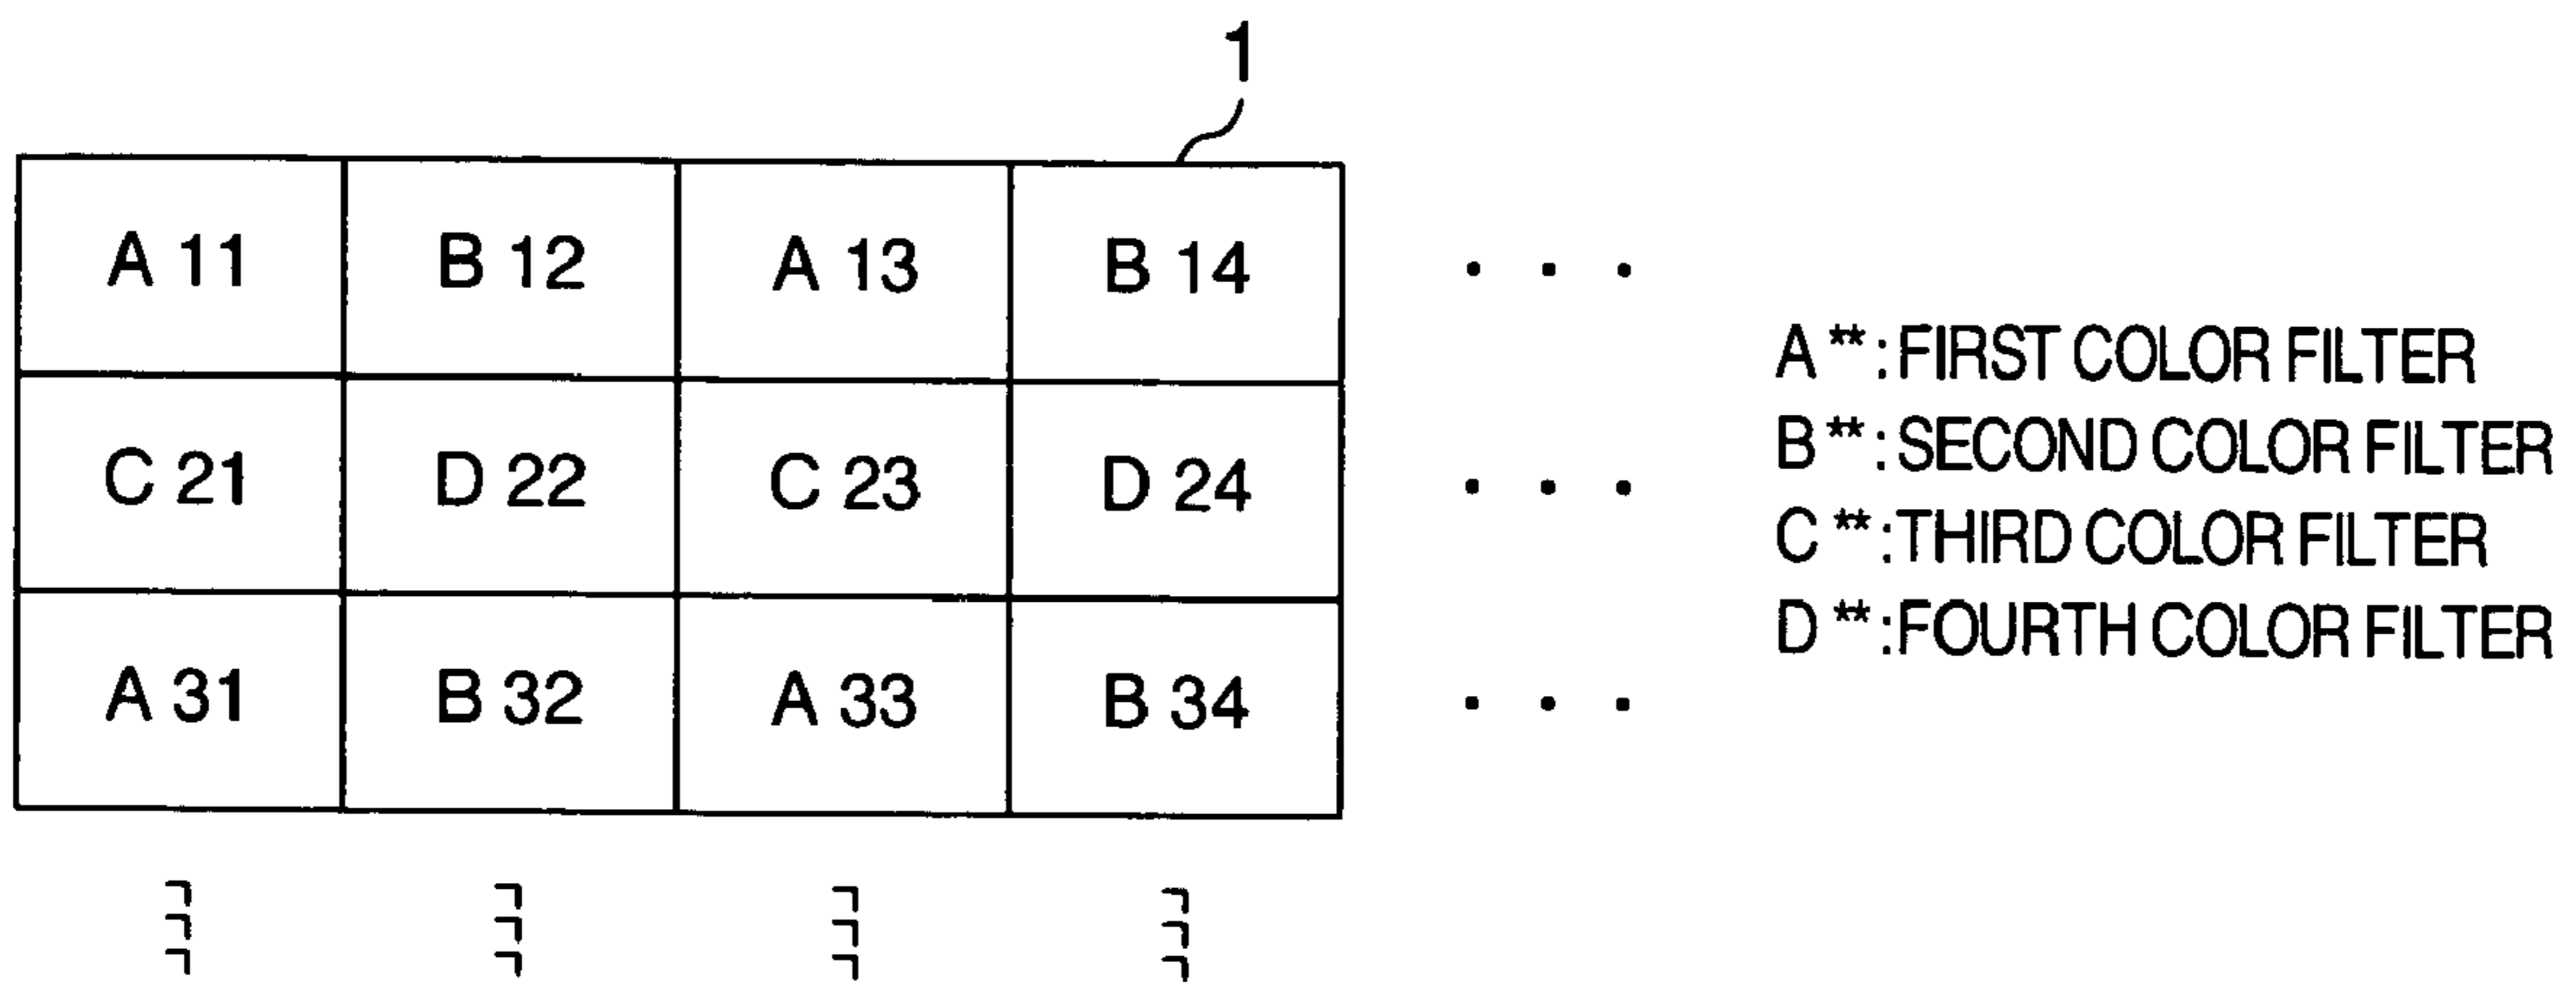 1
A 11 B 12 A 13 B 14
C 21 D 22 C 23 D 24
A 31 B 32 A 33 B 34
A**:FIRST COLOR FILTER
B**:SECOND COLOR FILTER
C**:THIRD COLOR FILTER
D**:FOURTH COLOR FILTER